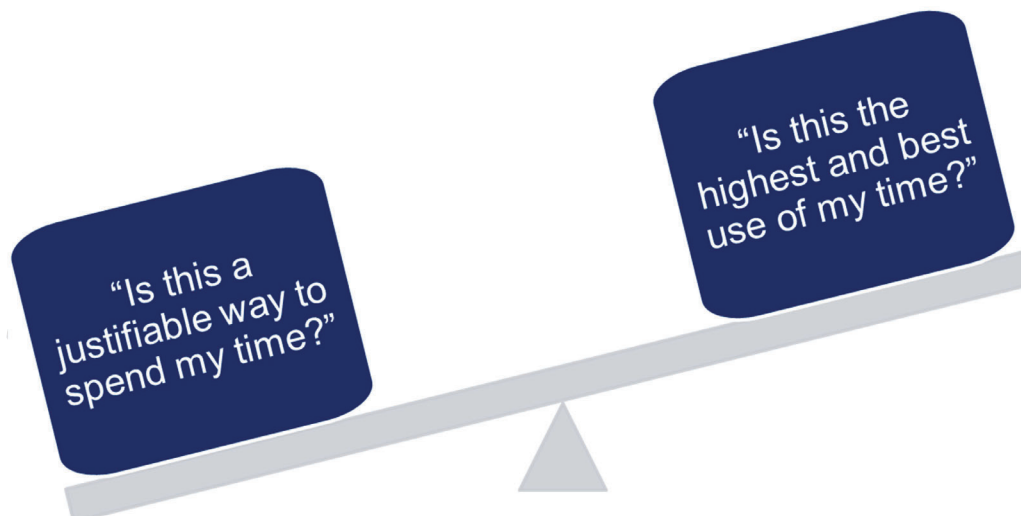 “Is this a
justifiable way to
spend my time?”
“Is this the
highest and best
use of my time?”